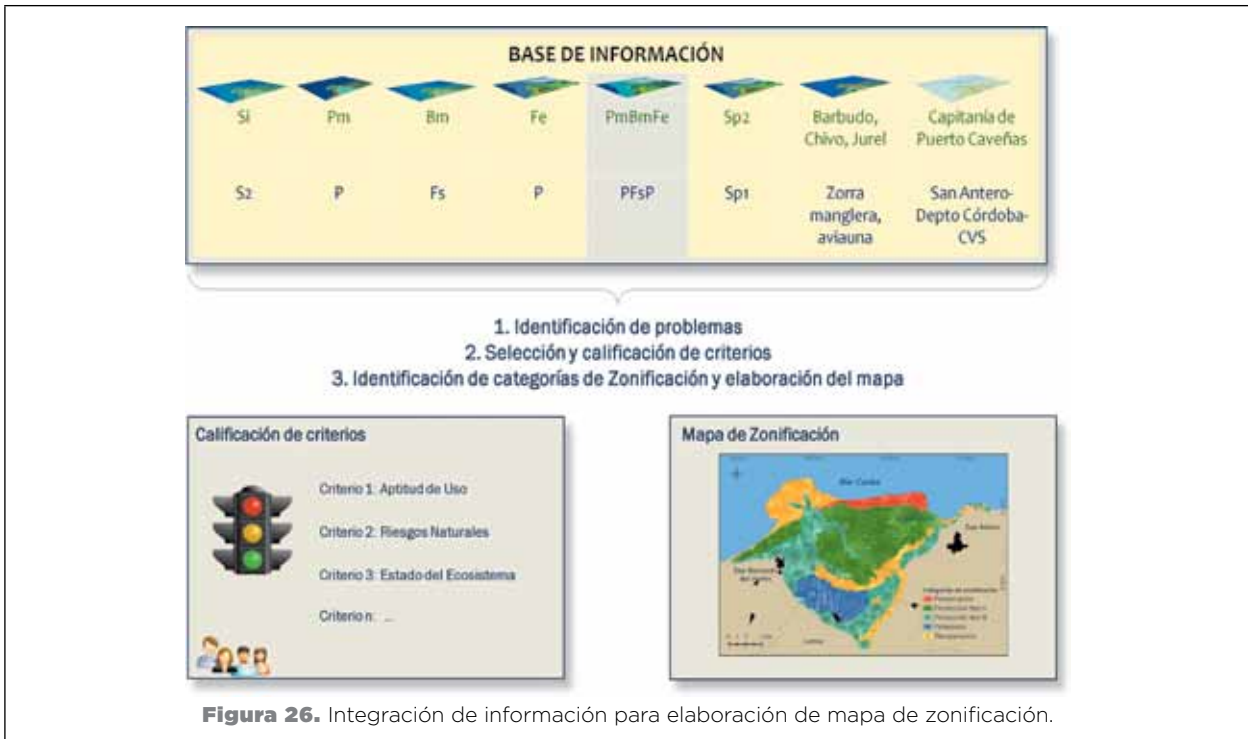 BASE DE INFORMACIÓN
Si Pm Bm Fe PmBmFe Sp2 Barbudo, Chivo, Jurel Capitanía de Puerto Caveñas
S2 P Fs P PFsP Sp1 Zorra manglera, aviauna San Antero-Depto Córdoba-CVS
1. Identificación de problemas
2. Selección y calificación de criterios
3. Identificación de categorías de Zonificación y elaboración del mapa
Calificación de criterios
Criterio 1: Aptitud de Uso
Criterio 2: Riesgos Naturales
Criterio 3: Estado del Ecosistema
Criterio n: ...
Mapa de Zonificación
Mar Caribe
San Antero
Figura 26. Integración de información para elaboración de mapa de zonificación.